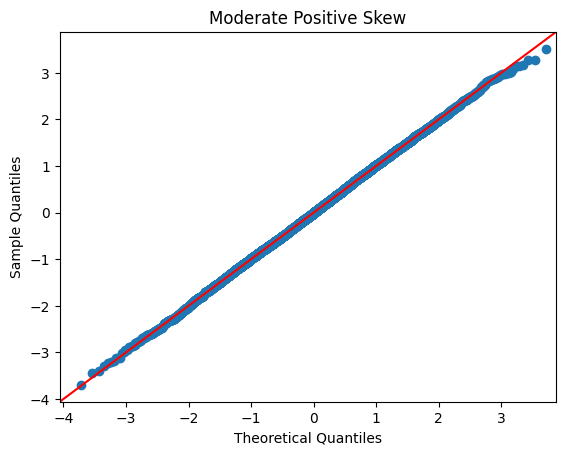 Moderate Positive Skew
3
2
1
0
−1
−2
−3
−4
Sample Quantiles
−4 −3 −2 −1 0 1 2 3
Theoretical Quantiles